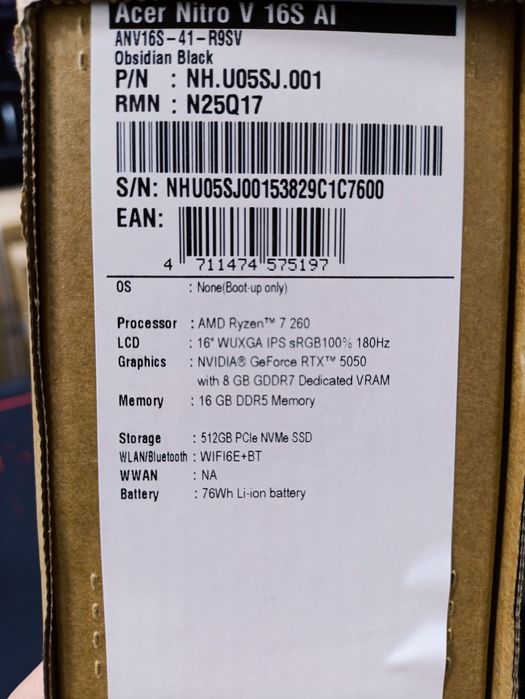 Acer Nitro V 16S AI
ANV16S-41-R9SV
Obsidian Black
P/N : NH.U05SJ.001
RMN : N25Q17
S/N: NHU05SJ00153829C1C7600
EAN:
4 711474 575197
OS : None(Boot-up only)
Processor : AMD Ryzen™ 7 260
LCD : 16" WUXGA IPS sRGB100% 180Hz
Graphics : NVIDIA® GeForce RTX™ 5050
with 8 GB GDDR7 Dedicated VRAM
Memory : 16 GB DDR5 Memory
Storage : 512GB PCIe NVMe SSD
WLAN/Bluetooth : WIFI6E+BT
WWAN : NA
Battery : 76Wh Li-ion battery